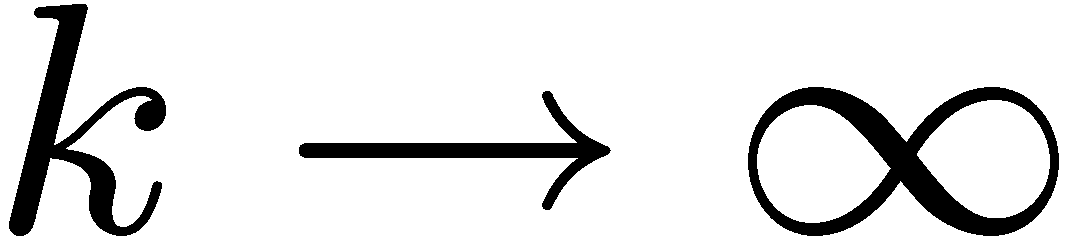 k → ∞